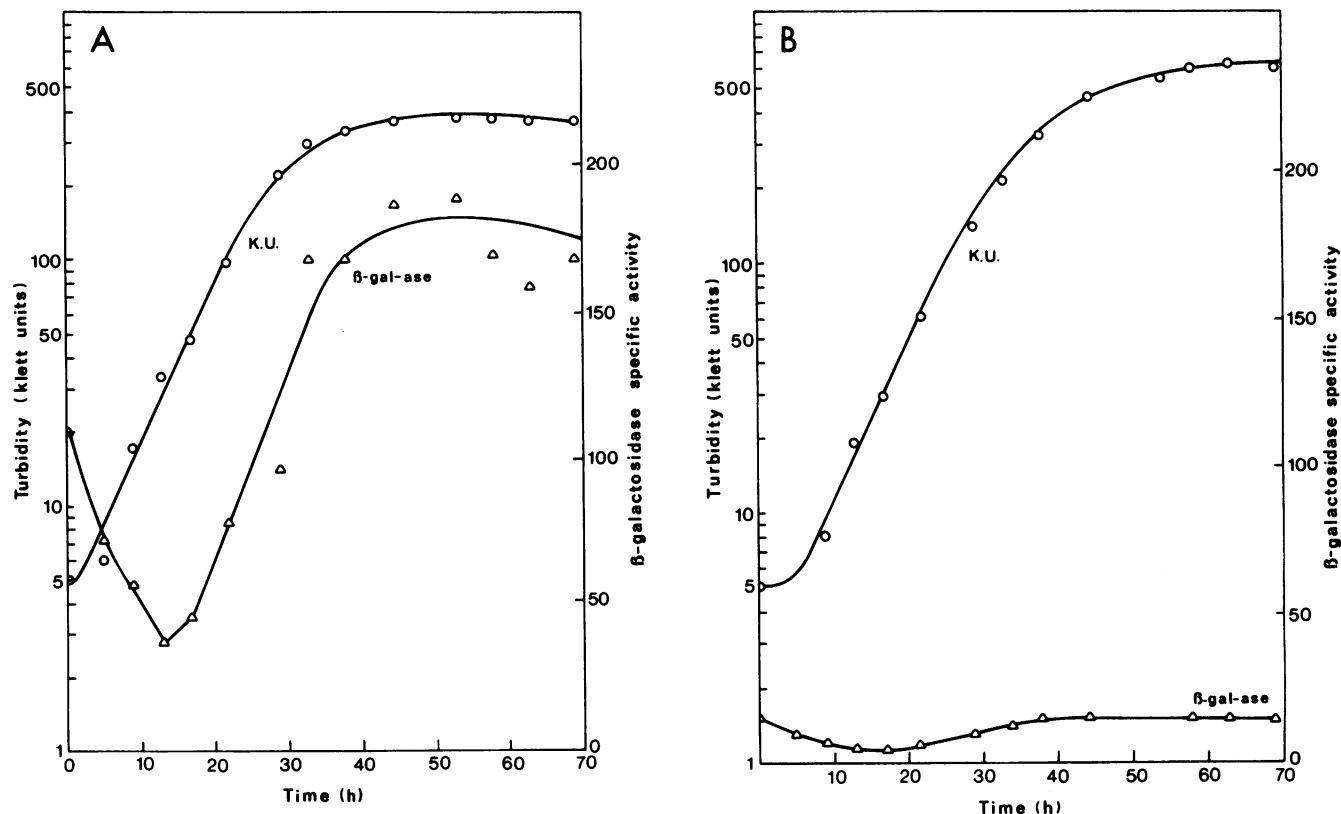 A
500
100
50
10
5
1
Turbidity (klett units)
200
150
100
50
0
ß-galactosidase specific activity
K.U.
ß-gal-ase
0 10 20 30 40 50 60 70
Time (h)
B
500
100
50
10
5
1
Turbidity (klett units)
200
150
100
50
0
ß-galactosidase specific activity
K.U.
ß-gal-ase
10 20 30 40 50 60 70
Time (h)